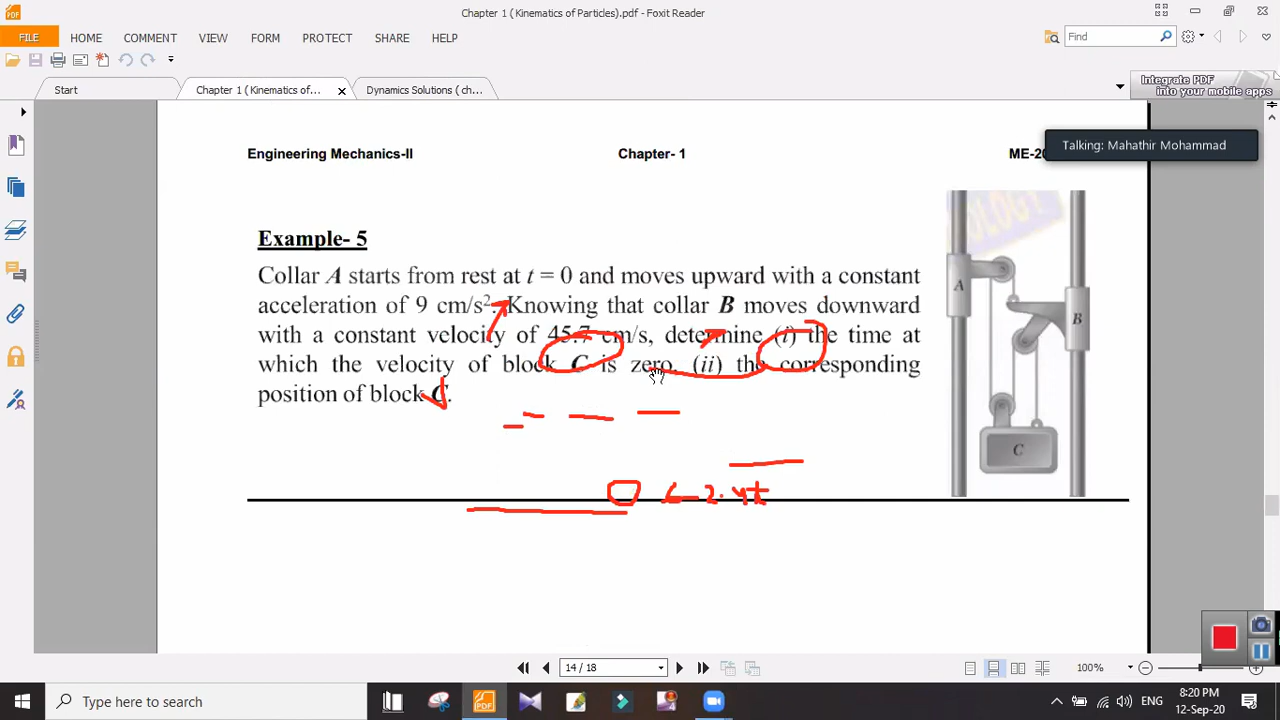 Chapter 1 ( Kinematics of Particles).pdf - Foxit Reader
FILE HOME COMMENT VIEW FORM PROTECT SHARE HELP
Find
Start Chapter 1 ( Kinematics of... Dynamics Solutions ( ch...
Integrate PDF
into your mobile apps
Engineering Mechanics-II Chapter- 1 ME-20
Talking: Mahathir Mohammad
Example- 5
Collar A starts from rest at t = 0 and moves upward with a constant
acceleration of 9 cm/s². Knowing that collar B moves downward
with a constant velocity of 45.7 cm/s, determine (i) the time at
which the velocity of block C is zero. (ii) the corresponding
position of block C.
A
B
C
2.4t
14 / 18
100%
Type here to search
ENG
8:20 PM
12-Sep-20